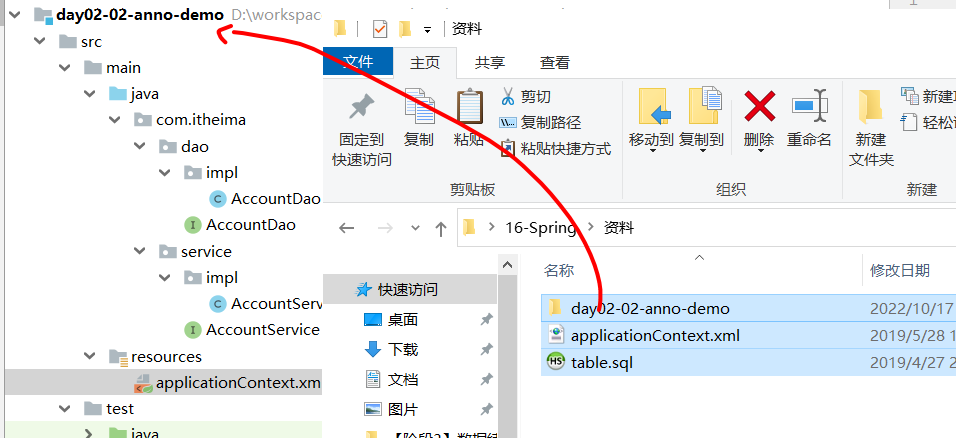 day02-02-anno-demo D:\workspac
src
main
java
com.itheima
dao
impl
AccountDao
AccountDao
service
impl
AccountServ
AccountService
resources
applicationContext.xm
test
java
资料
文件 主页 共享 查看
固定到
快速访问
复制
粘贴
剪切
复制路径
粘贴快捷方式
剪贴板
移动到 复制到
删除 重命名
组织
新建
文件夹
新建项
轻松访
新建
16-Spring 资料
快速访问
桌面
下载
文档
图片
名称 修改日期
day02-02-anno-demo 2022/10/17
applicationContext.xml 2019/5/28 1
table.sql 2019/4/27 2